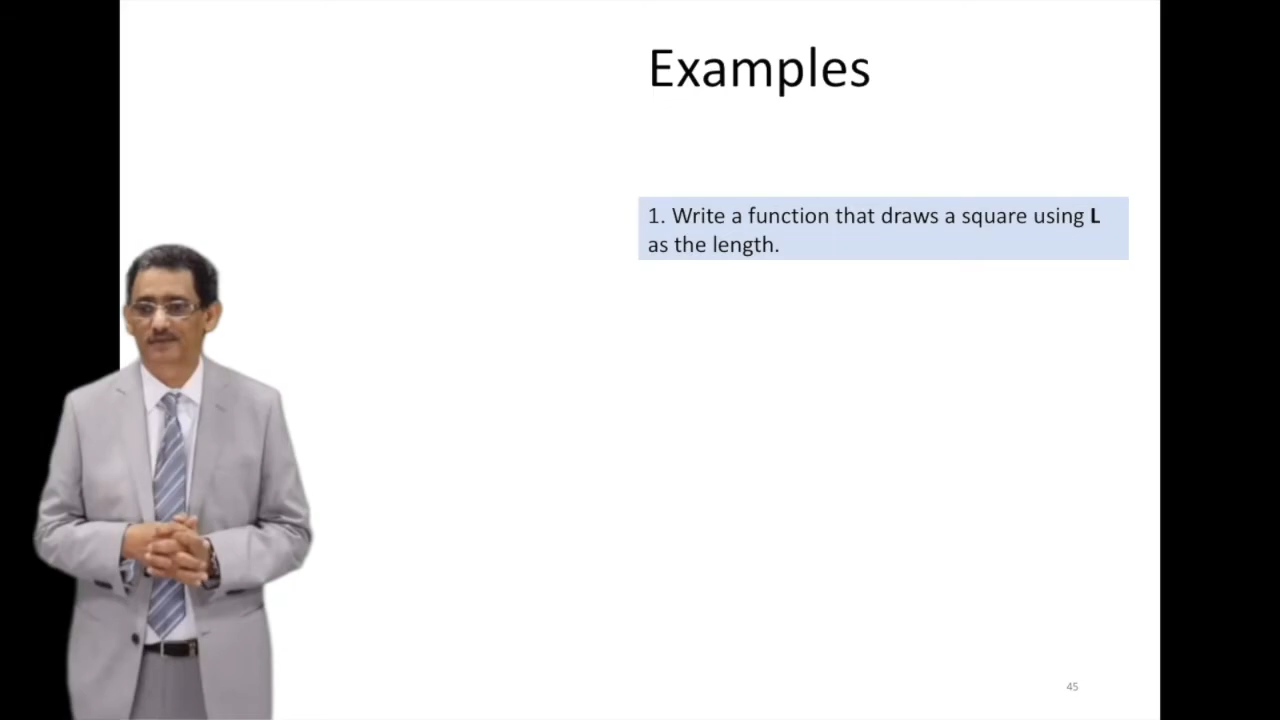 Examples
1. Write a function that draws a square using L
as the length.
45